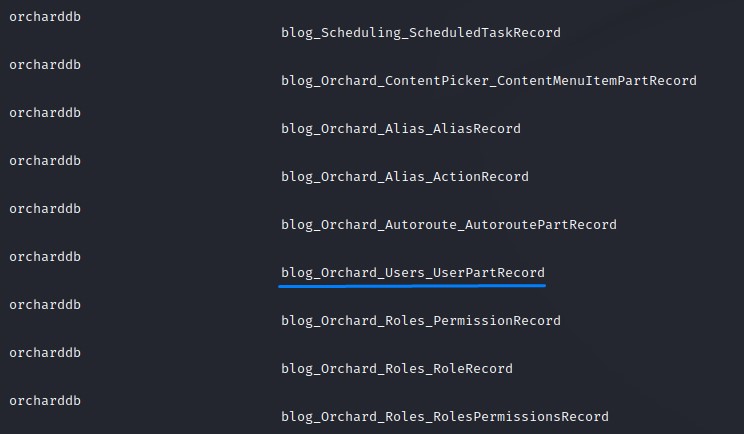 orcharddb
blog_Scheduling_ScheduledTaskRecord
orcharddb
blog_Orchard_ContentPicker_ContentMenuItemPartRecord
orcharddb
blog_Orchard_Alias_AliasRecord
orcharddb
blog_Orchard_Alias_ActionRecord
orcharddb
blog_Orchard_Autoroute_AutoroutePartRecord
orcharddb
blog_Orchard_Users_UserPartRecord
orcharddb
blog_Orchard_Roles_PermissionRecord
orcharddb
blog_Orchard_Roles_RoleRecord
orcharddb
blog_Orchard_Roles_RolesPermissionsRecord